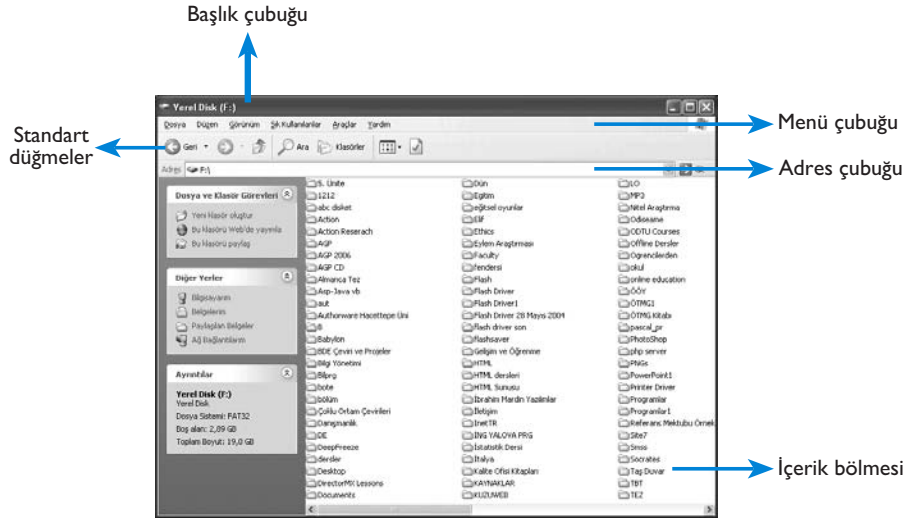 Başlık çubuğu
Yerel Disk (F:)
Dosya Düzen Görünüm Sık Kullanılanlar Araçlar Yardım
Menü çubuğu
Standart
düğmeler
Geri Ara Klasörler
Adres F:\
Adres çubuğu
Dosya ve Klasör Görevleri
Yeni klasör oluştur
Bu klasörü Web'de yayımla
Bu klasörü paylaş
Diğer Yerler
Bilgisayarım
Belgelerim
Paylaşılan Belgeler
Ağ Bağlantılarım
Ayrıntılar
Yerel Disk (F:)
Yerel Disk
Dosya Sistemi: FAT32
Boş alan: 2,89 GB
Toplam Boyut: 19,0 GB
5. Ünite
1212
abc disket
Action
Action Reserach
AGP
AGP 2006
AGP CD
Almanca Tez
Asp-Java vb
aut
Authorware Hacettepe Üni
B
Babylon
BDE Çeviri ve Projeler
Bilgi Yönetimi
Bilprg
bote
bölüm
Çoklu Ortam Çevirileri
Danışmanlık
DE
DeepFreeze
dersler
Desktop
DirectorMX Lessons
Documents
Dün
Egitim
eğitsel oyunlar
Elif
Ethics
Eylem Araştırması
Faculty
fendersi
Flash
Flash Driver
Flash Driver1
Flash Driver 28 Mayıs 2004
flash driver son
flashsaver
Gelişim ve Öğrenme
HTML
HTML dersleri
HTML Sunusu
İbrahim Mardin Yazılımlar
İletişim
InetTR
ING YALOVA PRG
İstatistik Dersi
İtalya
Kalite Ofisi Kitapları
KAYNAKLAR
KUZUWEB
LO
MP3
Nitel Araştırma
Odiseame
ODTU Courses
Offline Dersler
Ogrencilerden
okul
online education
ÖÖY
ÖTMG1
ÖTMG Kitabı
pascal_pr
PhotoShop
php server
PNGs
PowerPoint1
Printer Driver
Programlar
Programlar1
Referans Mektubu Örnek
Site7
Socrates
Taş Duvar
TBT
TEZ
İçerik bölmesi